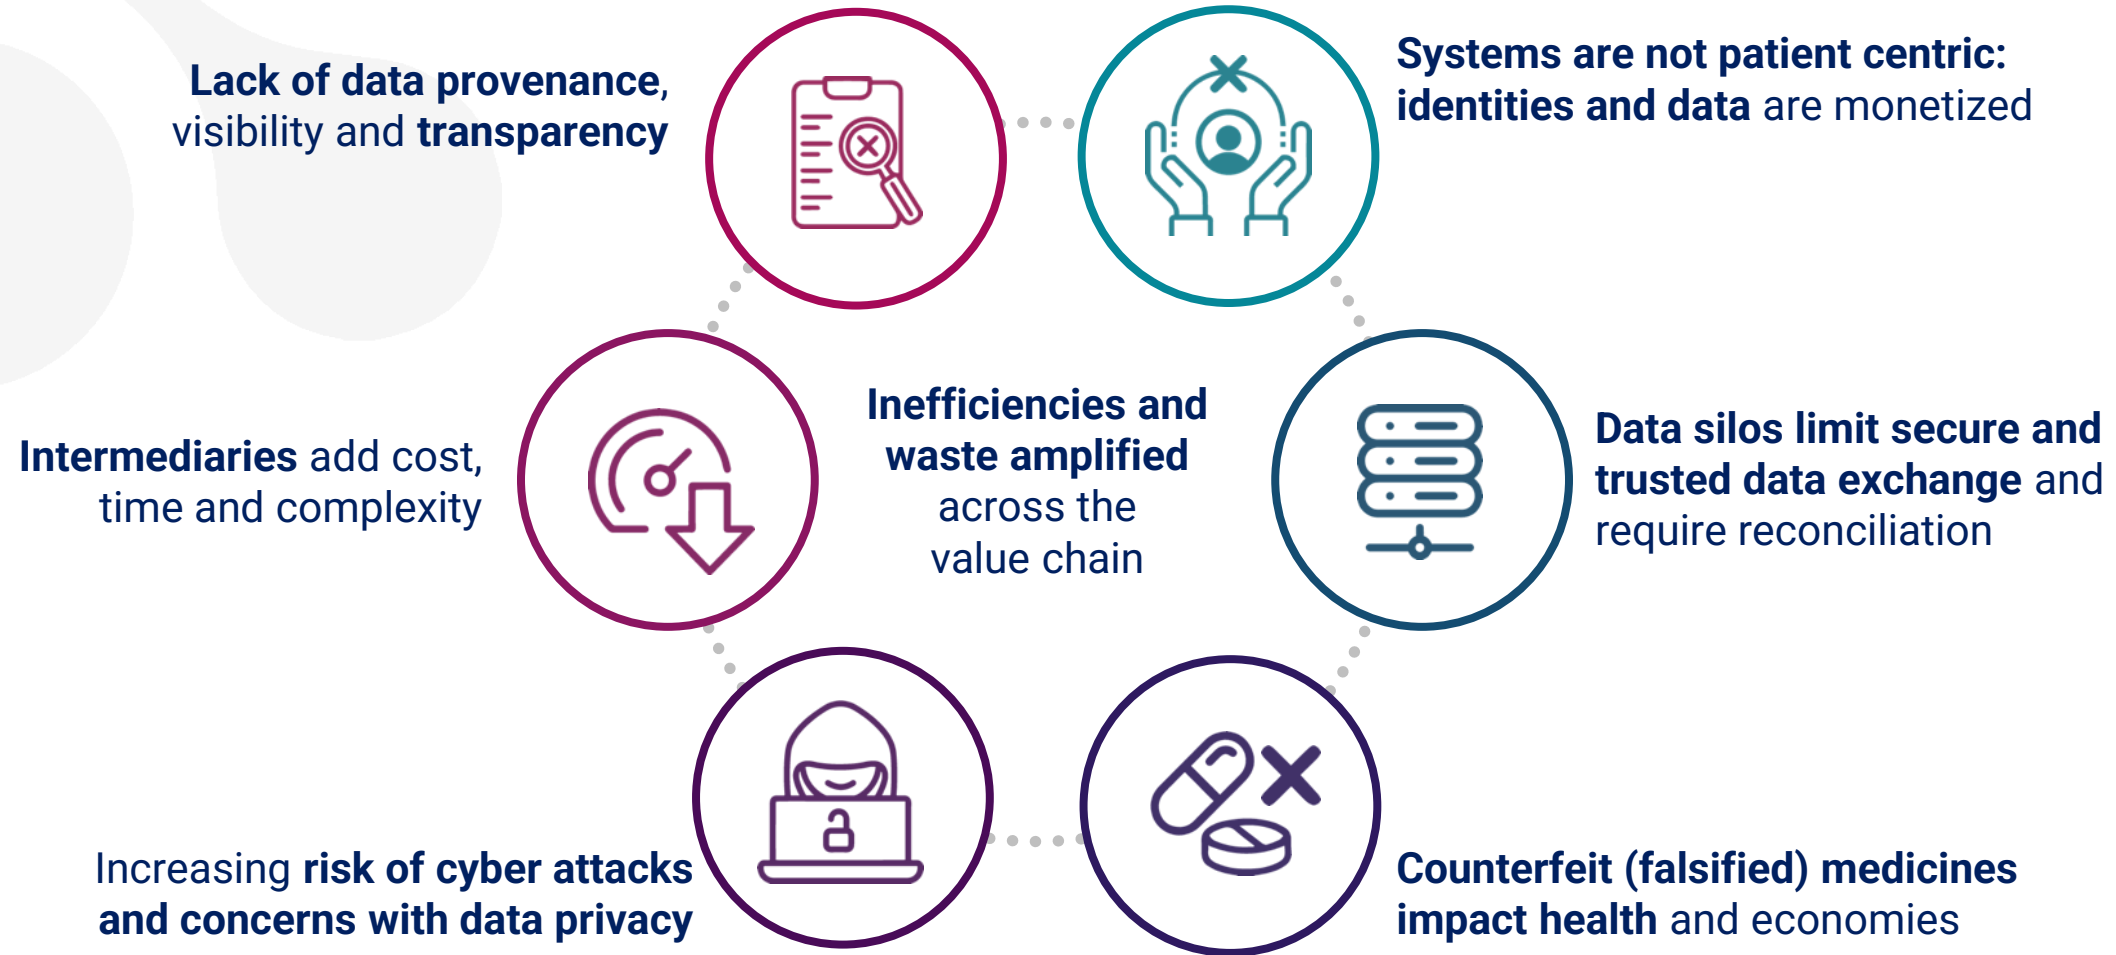 Lack of data provenance,
visibility and transparency
Systems are not patient centric:
identities and data are monetized
Intermediaries add cost,
time and complexity
Inefficiencies and
waste amplified
across the
value chain
Data silos limit secure and
trusted data exchange and
require reconciliation
Increasing risk of cyber attacks
and concerns with data privacy
Counterfeit (falsified) medicines
impact health and economies